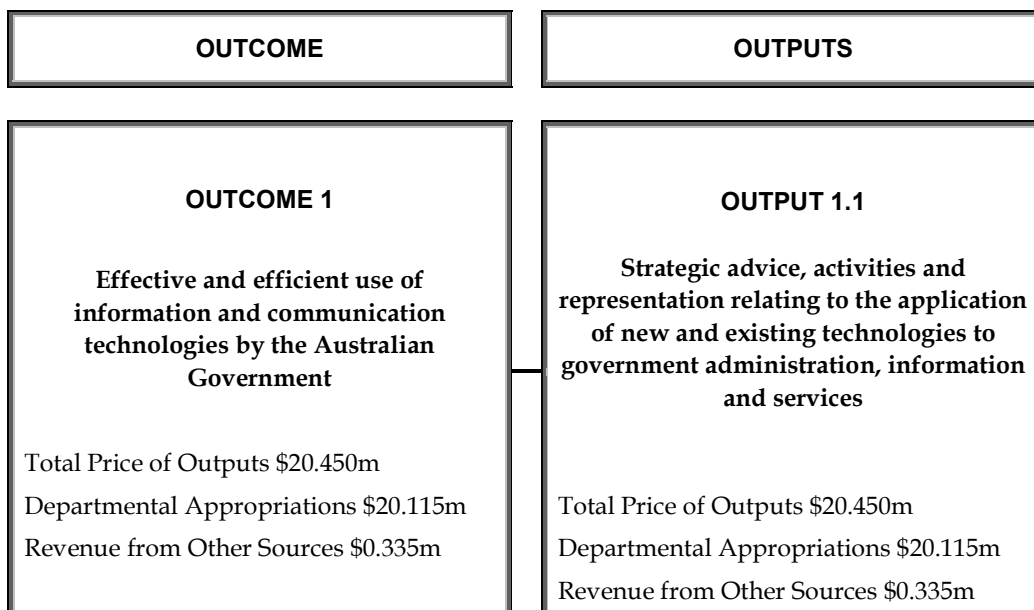 OUTCOME
OUTPUTS
OUTCOME 1
Effective and efficient use of
information and communication
technologies by the Australian
Government
Total Price of Outputs $20.450m
Departmental Appropriations $20.115m
Revenue from Other Sources $0.335m
OUTPUT 1.1
Strategic advice, activities and
representation relating to the application
of new and existing technologies to
government administration, information
and services
Total Price of Outputs $20.450m
Departmental Appropriations $20.115m
Revenue from Other Sources $0.335m